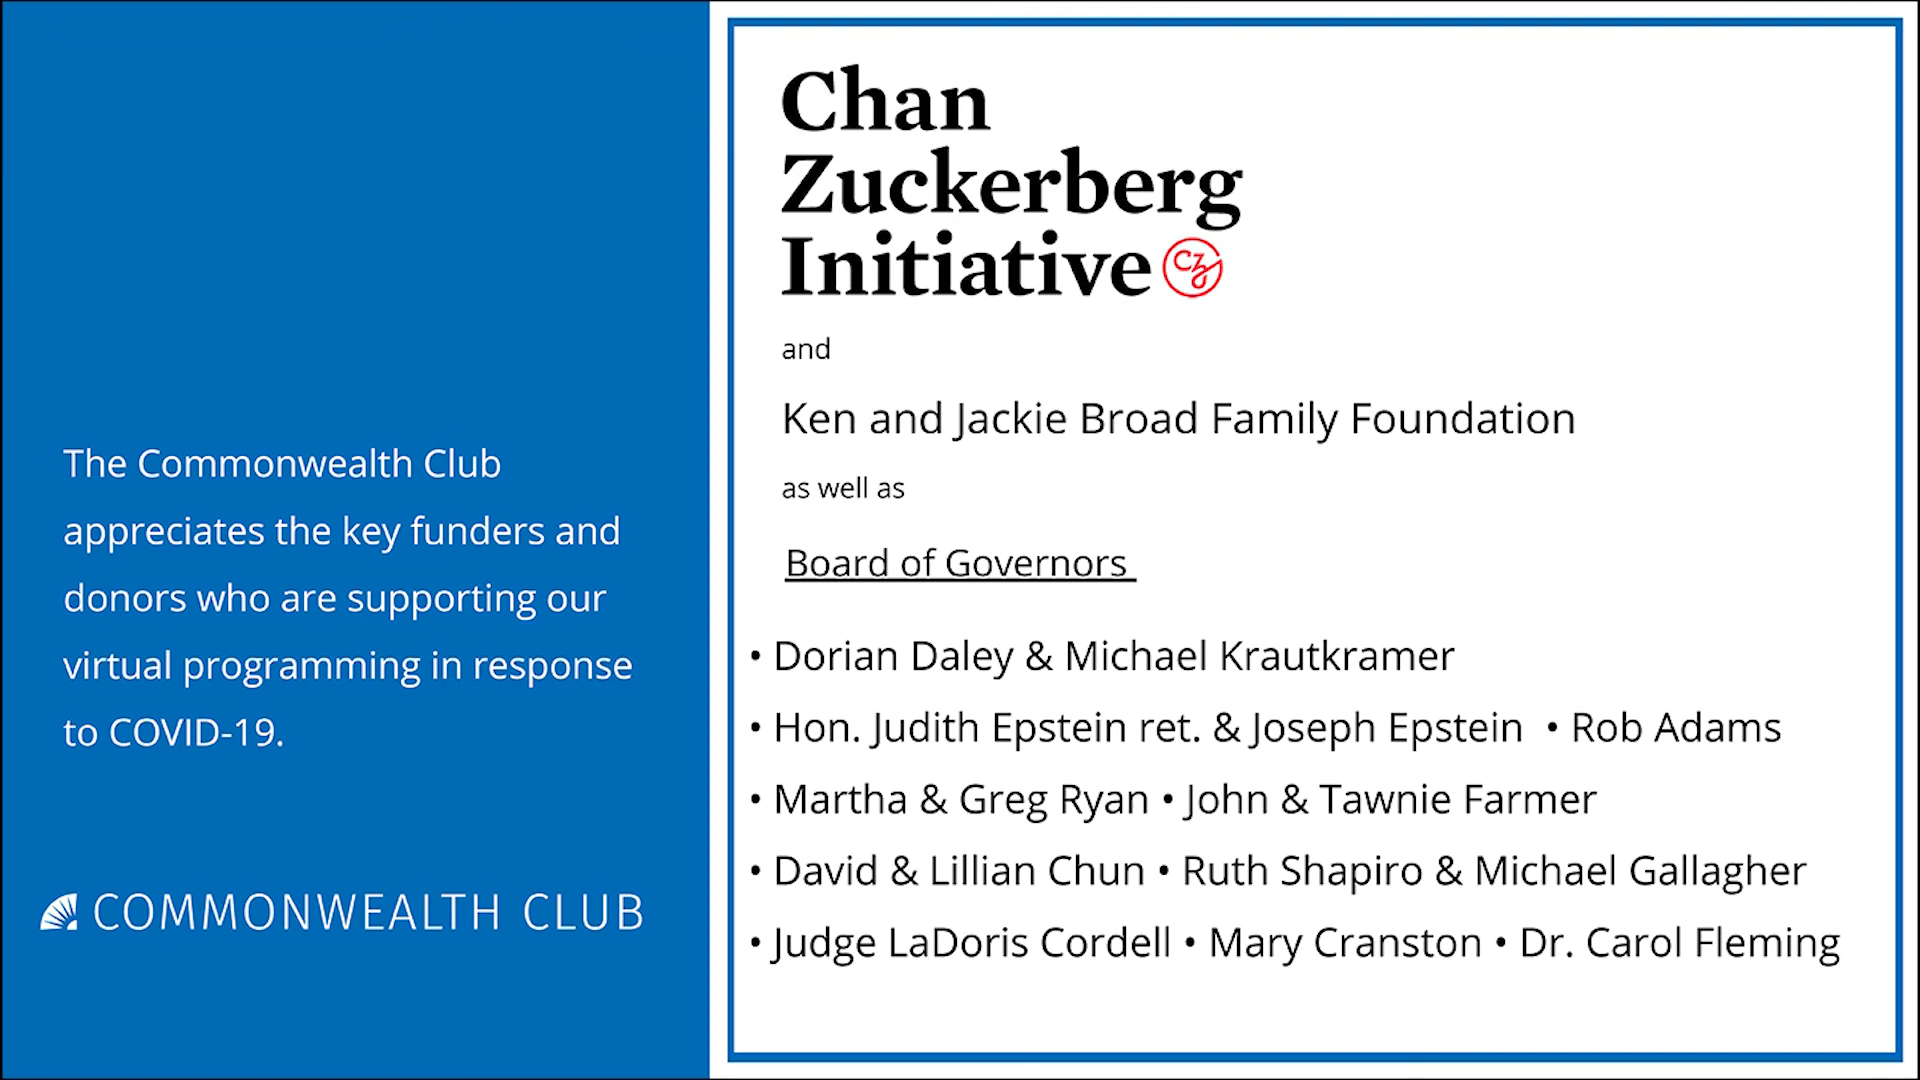 The Commonwealth Club
appreciates the key funders and
donors who are supporting our
virtual programming in response
to COVID-19.
COMMONWEALTH CLUB
Chan
Zuckerberg
Initiative CZI
and
Ken and Jackie Broad Family Foundation
as well as
Board of Governors
• Dorian Daley & Michael Krautkramer
• Hon. Judith Epstein ret. & Joseph Epstein • Rob Adams
• Martha & Greg Ryan • John & Tawnie Farmer
• David & Lillian Chun • Ruth Shapiro & Michael Gallagher
• Judge LaDoris Cordell • Mary Cranston • Dr. Carol Fleming